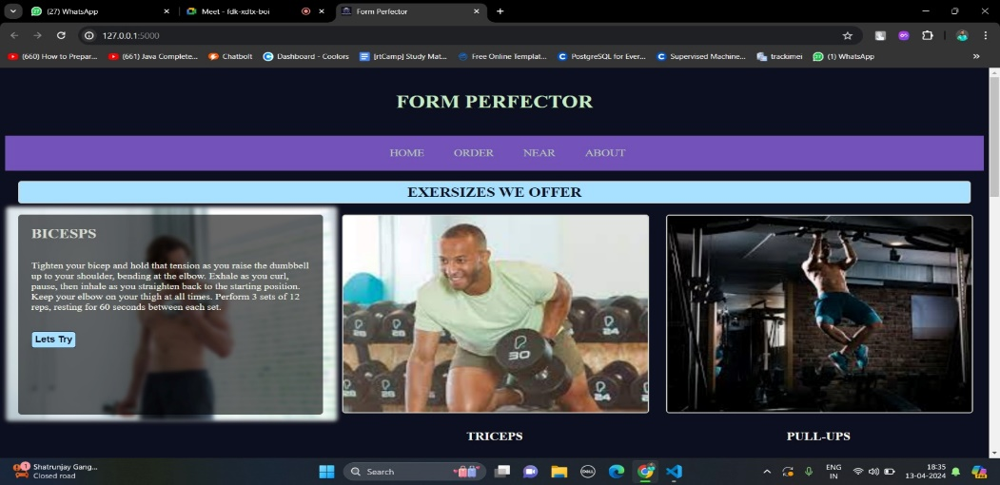 (27) WhatsApp
Meet - fdk-xdtx-boi
Form Perfector
127.0.0.1:5000
(660) How to Prepar...
(661) Java Complete...
Chatbolt
Dashboard - Coolors
[rtCamp] Study Mat...
Free Online Templat...
PostgreSQL for Ever...
Supervised Machine...
trackimei
(1) WhatsApp
FORM PERFECTOR
HOME ORDER NEAR ABOUT
EXERSIZES WE OFFER
BICESPS
Tighten your bicep and hold that tension as you raise the dumbbell
up to your shoulder, bending at the elbow. Exhale as you curl,
pause, then inhale as you straighten back to the starting position.
Keep your elbow on your thigh at all times. Perform 3 sets of 12
reps, resting for 60 seconds between each set.
Lets Try
30
24
TRICEPS
PULL-UPS
Shatrunjay Gang...
Closed road
Search
DELL
ENG
IN
18:35
13-04-2024